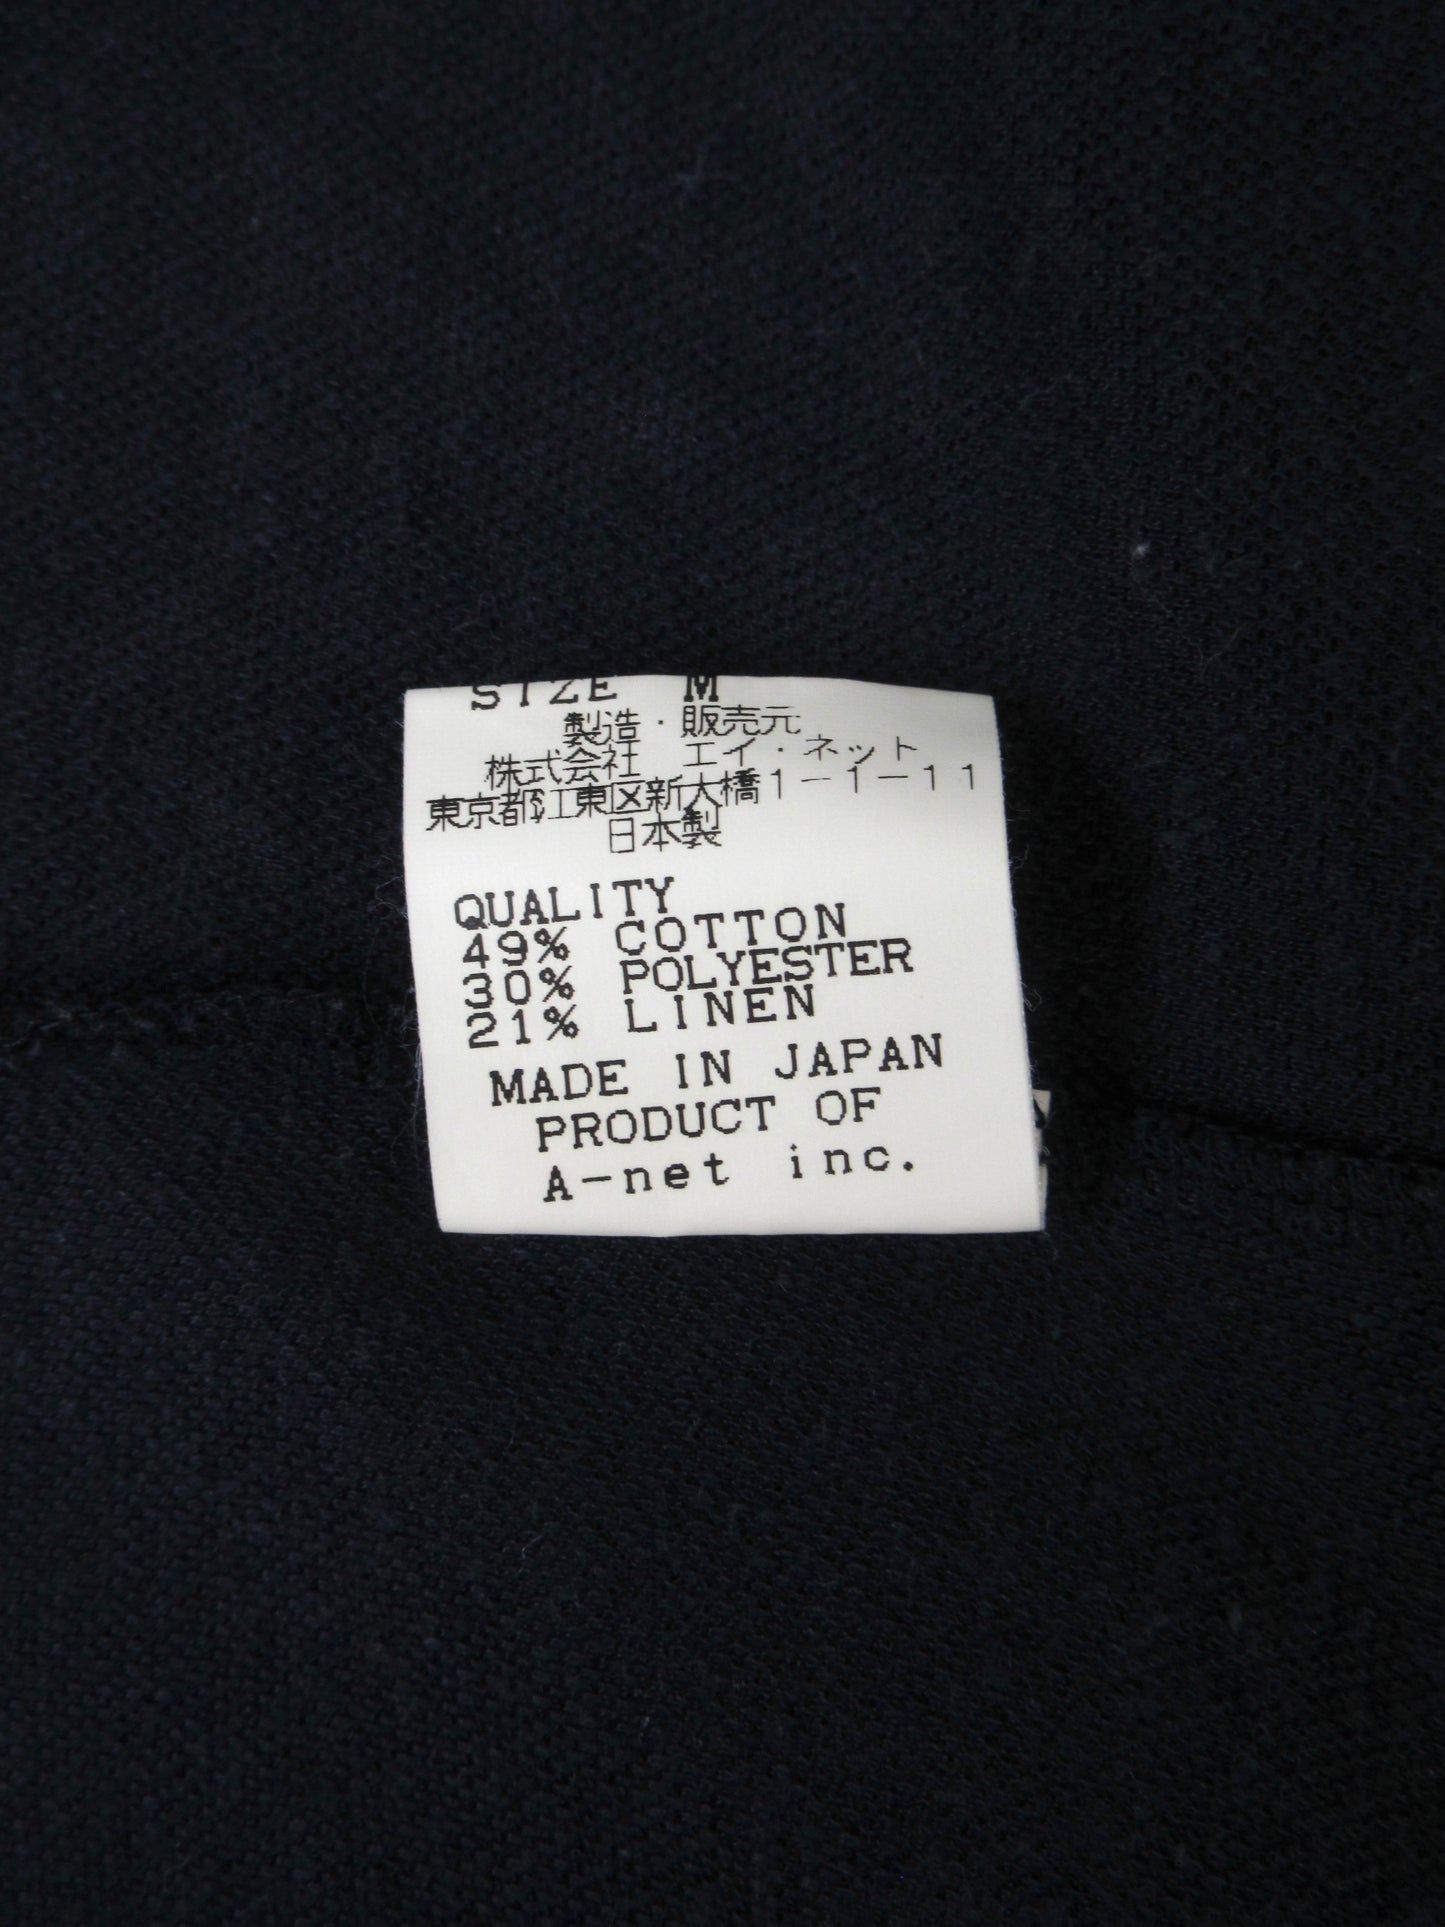 SIZE M
製造・販売元
株式会社 エイ・ネット
東京都江東区新大橋1-1-11
日本製
QUALITY
49% COTTON
30% POLYESTER
21% LINEN
MADE IN JAPAN
PRODUCT OF
A-net inc.